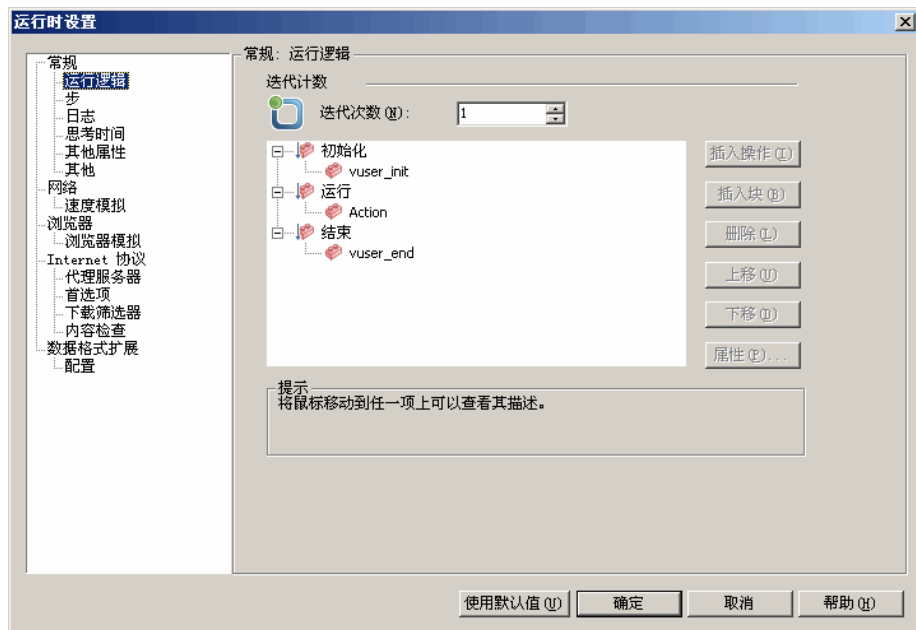 运行时设置
常规
运行逻辑
步
日志
思考时间
其他属性
其他
网络
速度模拟
浏览器
浏览器模拟
Internet 协议
代理服务器
首选项
下载筛选器
内容检查
数据格式扩展
配置
常规: 运行逻辑
迭代计数
迭代次数(N):
1
初始化
vuser_init
运行
Action
结束
vuser_end
插入操作(I)
插入块(B)
删除(L)
上移(U)
下移(D)
属性(P)...
提示
将鼠标移动到任一项上可以查看其描述。
使用默认值(U)
确定
取消
帮助(H)